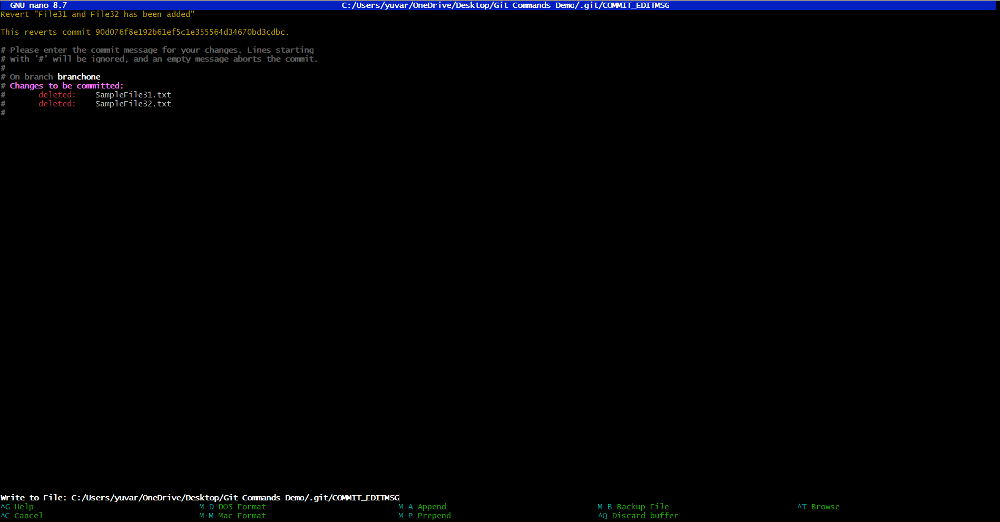 GNU nano 8.7 C:/Users/yuvar/OneDrive/Desktop/Git Commands Demo/.git/COMMIT_EDITMSG
Revert "File31 and File32 has been added"
This reverts commit 90d076f8e192b61ef5c1e355564d34670bd3cdbc.
# Please enter the commit message for your changes. Lines starting
# with '#' will be ignored, and an empty message aborts the commit.
#
# On branch branchone
# Changes to be committed:
# deleted: SampleFile31.txt
# deleted: SampleFile32.txt
#
Write to File: C:/Users/yuvar/OneDrive/Desktop/Git Commands Demo/.git/COMMIT_EDITMSG
^G Help M-D DOS Format M-A Append M-B Backup File ^T Browse
^C Cancel M-M Mac Format M-P Prepend ^Q Discard buffer